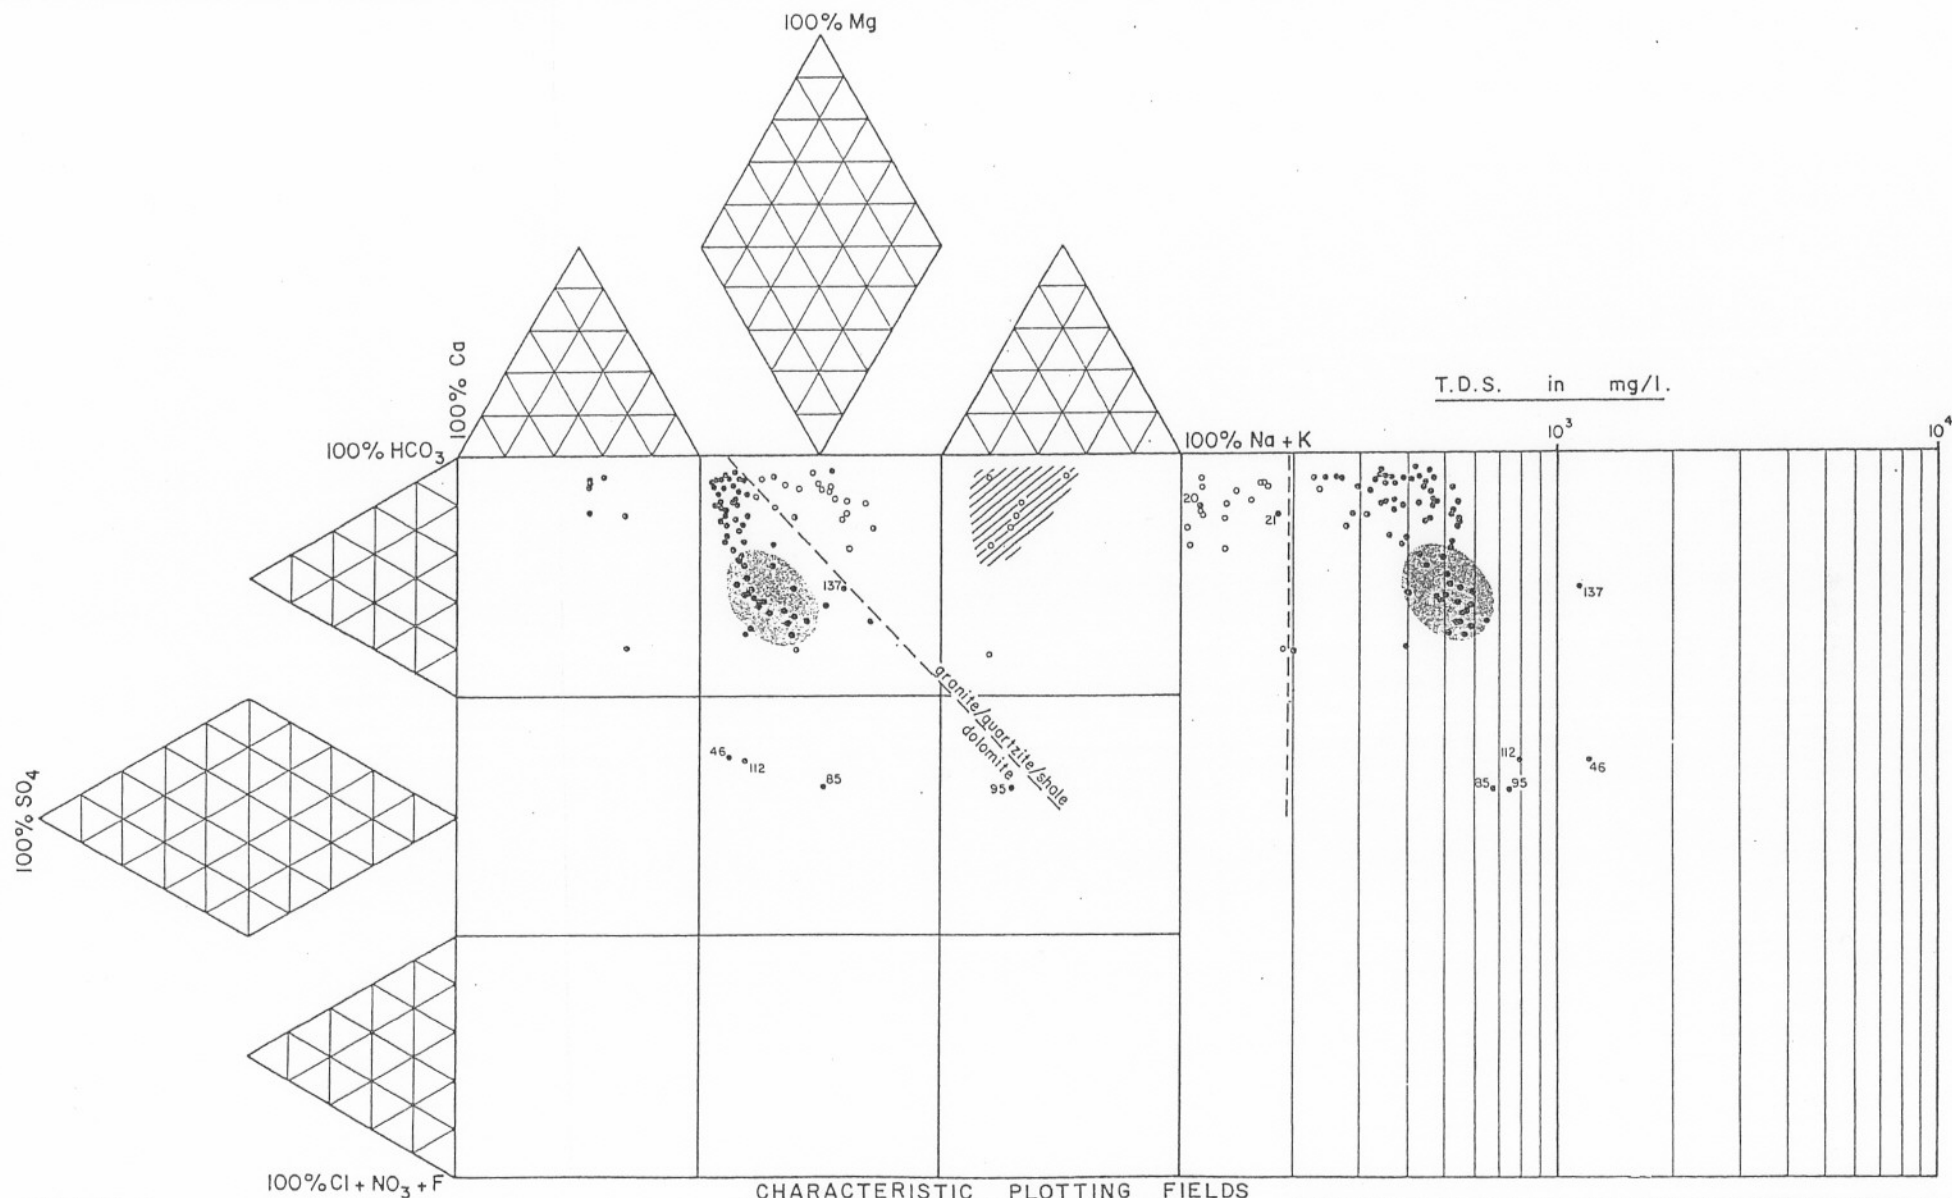 100% Mg
100% Ca
T.D.S. in mg/l.
100% HCO3
100% Na + K
10³
10⁴
20
21
137
137
granite/quartzite/shale
dolomite
46
112
85
95
112
46
85
95
100% SO4
100% Cl + NO3 + F
CHARACTERISTIC PLOTTING FIELDS